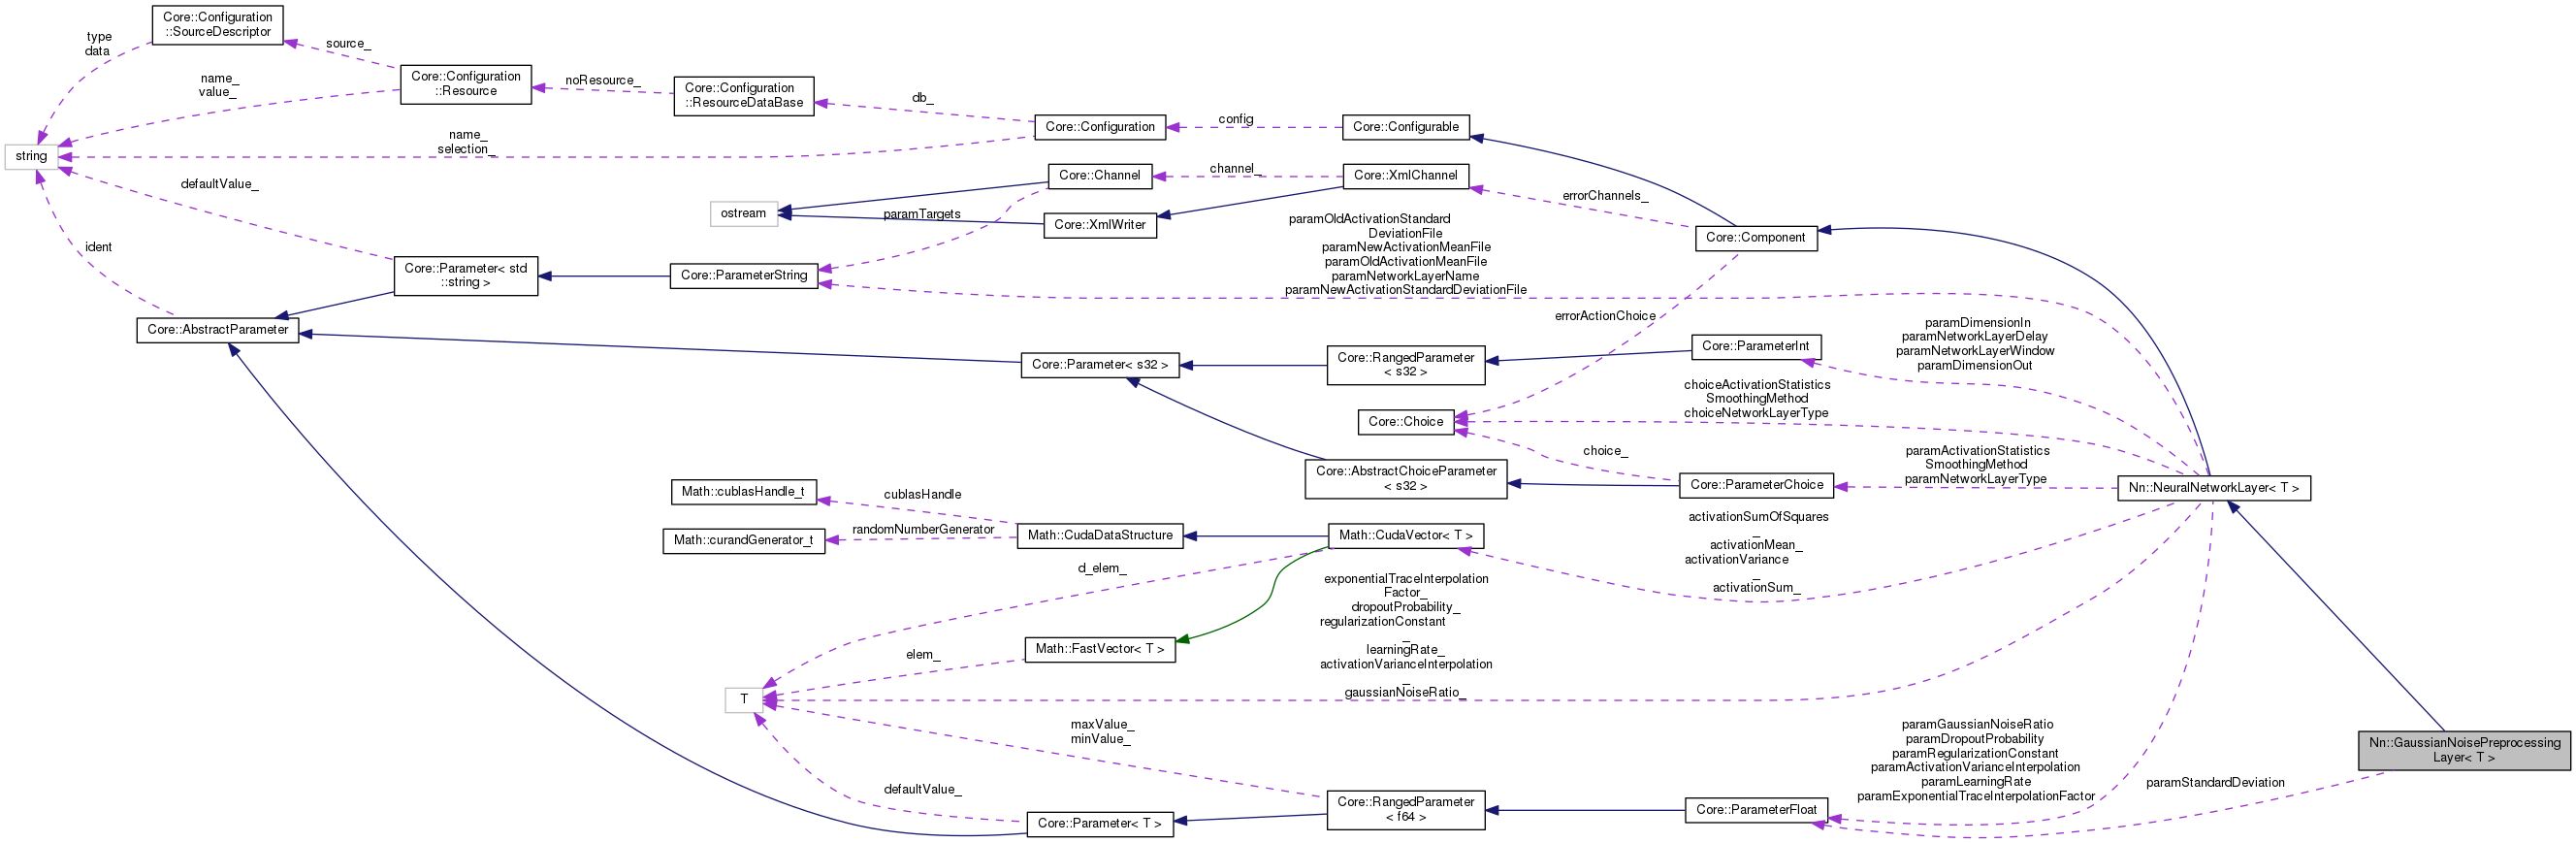 Core::Configuration
::SourceDescriptor
type
data
source_
Core::Configuration
::Resource
name_
value_
noResource_
Core::Configuration
::ResourceDataBase
db_
Core::Configuration
config
Core::Configurable
name_
selection_
string
defaultValue_
ident
Core::Channel
channel_
Core::XmlChannel
errorChannels_
ostream
paramTargets
Core::XmlWriter
Core::Component
paramOldActivationStandard
DeviationFile
paramNewActivationMeanFile
paramOldActivationMeanFile
paramNetworkLayerName
paramNewActivationStandardDeviationFile
Core::Parameter< std
::string >
Core::ParameterString
Core::AbstractParameter
errorActionChoice
Core::Parameter< s32 >
Core::RangedParameter
< s32 >
Core::ParameterInt
paramDimensionIn
paramNetworkLayerDelay
paramNetworkLayerWindow
paramDimensionOut
Core::Choice
choiceActivationStatistics
SmoothingMethod
choiceNetworkLayerType
choice_
Core::AbstractChoiceParameter
< s32 >
Core::ParameterChoice
paramActivationStatistics
SmoothingMethod
paramNetworkLayerType
Nn::NeuralNetworkLayer< T >
Math::cublasHandle_t
cublasHandle
Math::curandGenerator_t
randomNumberGenerator
Math::CudaDataStructure
Math::CudaVector< T >
activationSumOfSquares
_
activationMean_
activationVariance
_
activationSum_
d_elem_
exponentialTraceInterpolation
Factor_
dropoutProbability_
regularizationConstant
_
learningRate_
activationVarianceInterpolation
_
gaussianNoiseRatio_
Math::FastVector< T >
elem_
T
maxValue_
minValue_
defaultValue_
Core::Parameter< T >
Core::RangedParameter
< f64 >
Core::ParameterFloat
paramGaussianNoiseRatio
paramDropoutProbability
paramRegularizationConstant
paramActivationVarianceInterpolation
paramLearningRate
paramExponentialTraceInterpolationFactor
paramStandardDeviation
Nn::GaussianNoisePreprocessing
Layer< T >